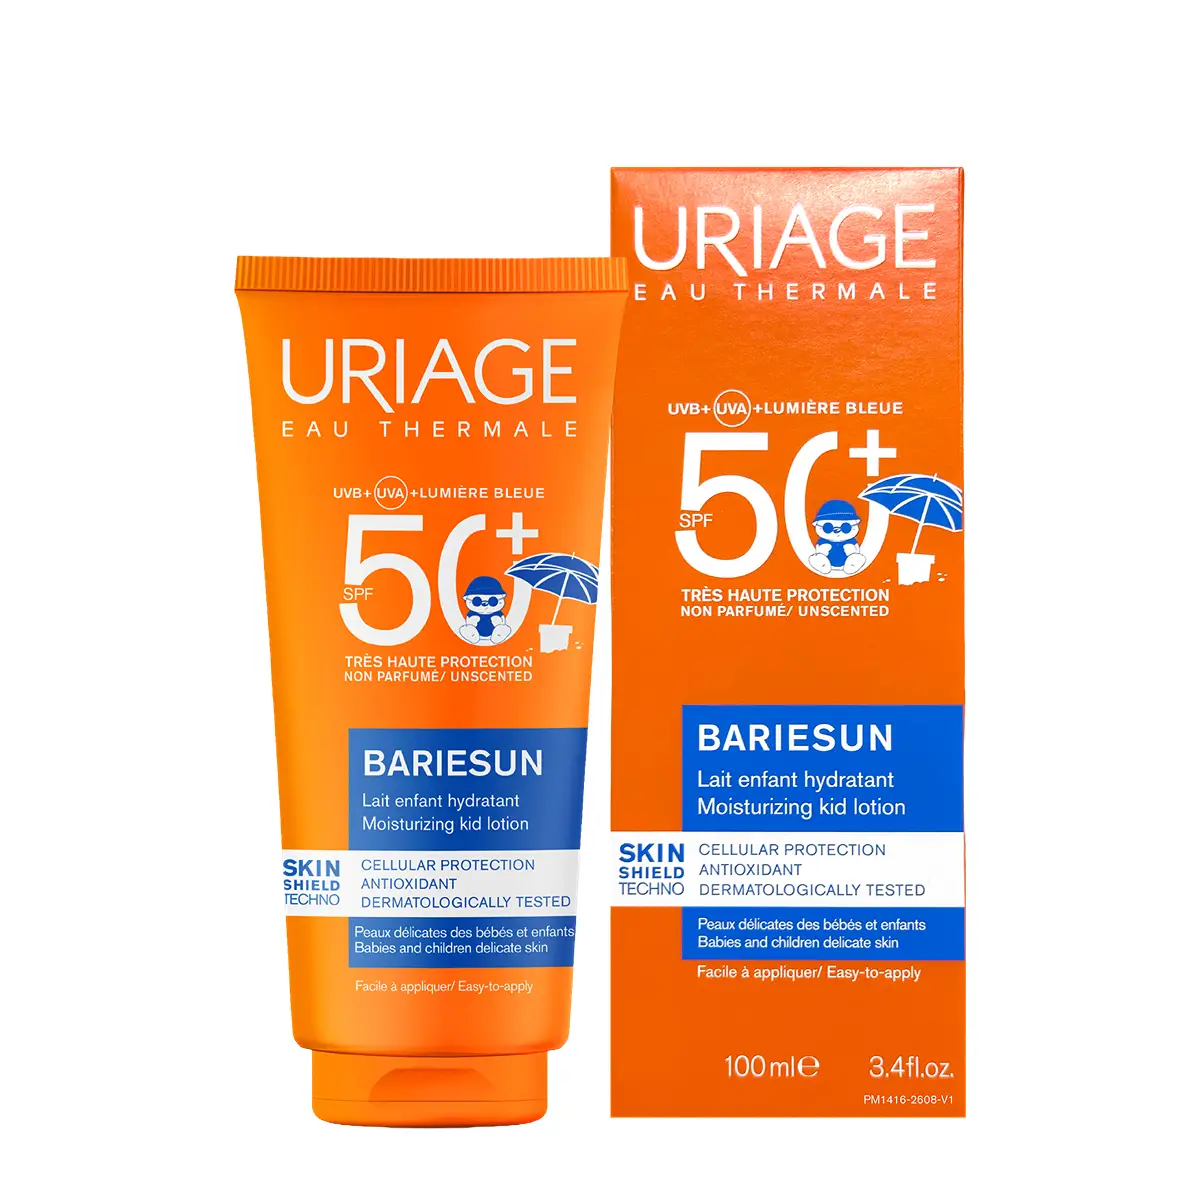 URIAGE
EAU THERMALE
UVB+ UVA +LUMIÈRE BLEUE
SPF 50+
TRÈS HAUTE PROTECTION
NON PARFUMÉ/ UNSCENTED
BARIESUN
Lait enfant hydratant
Moisturizing kid lotion
SKIN
SHIELD
TECHNO
CELLULAR PROTECTION
ANTIOXIDANT
DERMATOLOGICALLY TESTED
Peaux délicates des bébés et enfants
Babies and children delicate skin
Facile à appliquer/ Easy-to-apply
URIAGE
EAU THERMALE
UVB+ UVA +LUMIÈRE BLEUE
SPF 50+
TRÈS HAUTE PROTECTION
NON PARFUMÉ/ UNSCENTED
BARIESUN
Lait enfant hydratant
Moisturizing kid lotion
SKIN
SHIELD
TECHNO
CELLULAR PROTECTION
ANTIOXIDANT
DERMATOLOGICALLY TESTED
Peaux délicates des bébés et enfants
Babies and children delicate skin
Facile à appliquer/ Easy-to-apply
100 ml e 3.4fl.oz.
PM1416-2608-V1